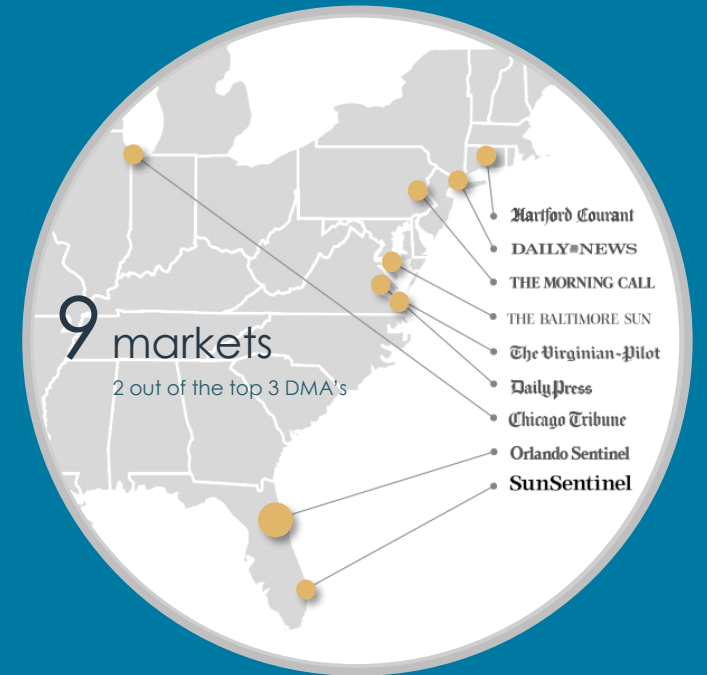 Hartford Courant
DAILY NEWS
THE MORNING CALL
THE BALTIMORE SUN
The Virginian-Pilot
Daily Press
Chicago Tribune
Orlando Sentinel
SunSentinel
9 markets
2 out of the top 3 DMA's